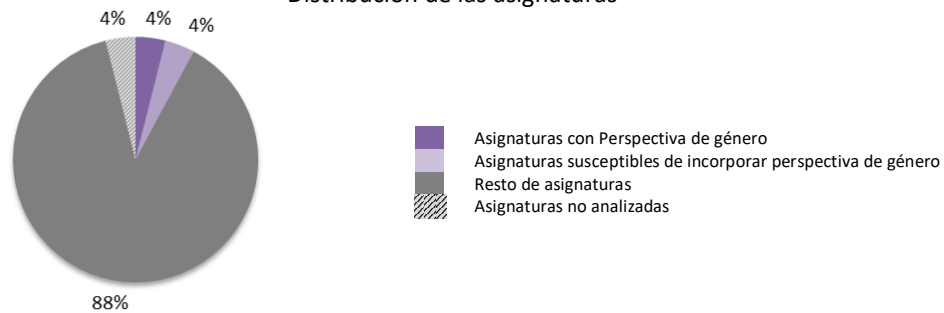 Distribución de las asignaturas
4% 4% 4%
88%
Asignaturas con Perspectiva de género
Asignaturas susceptibles de incorporar perspectiva de género
Resto de asignaturas
Asignaturas no analizadas